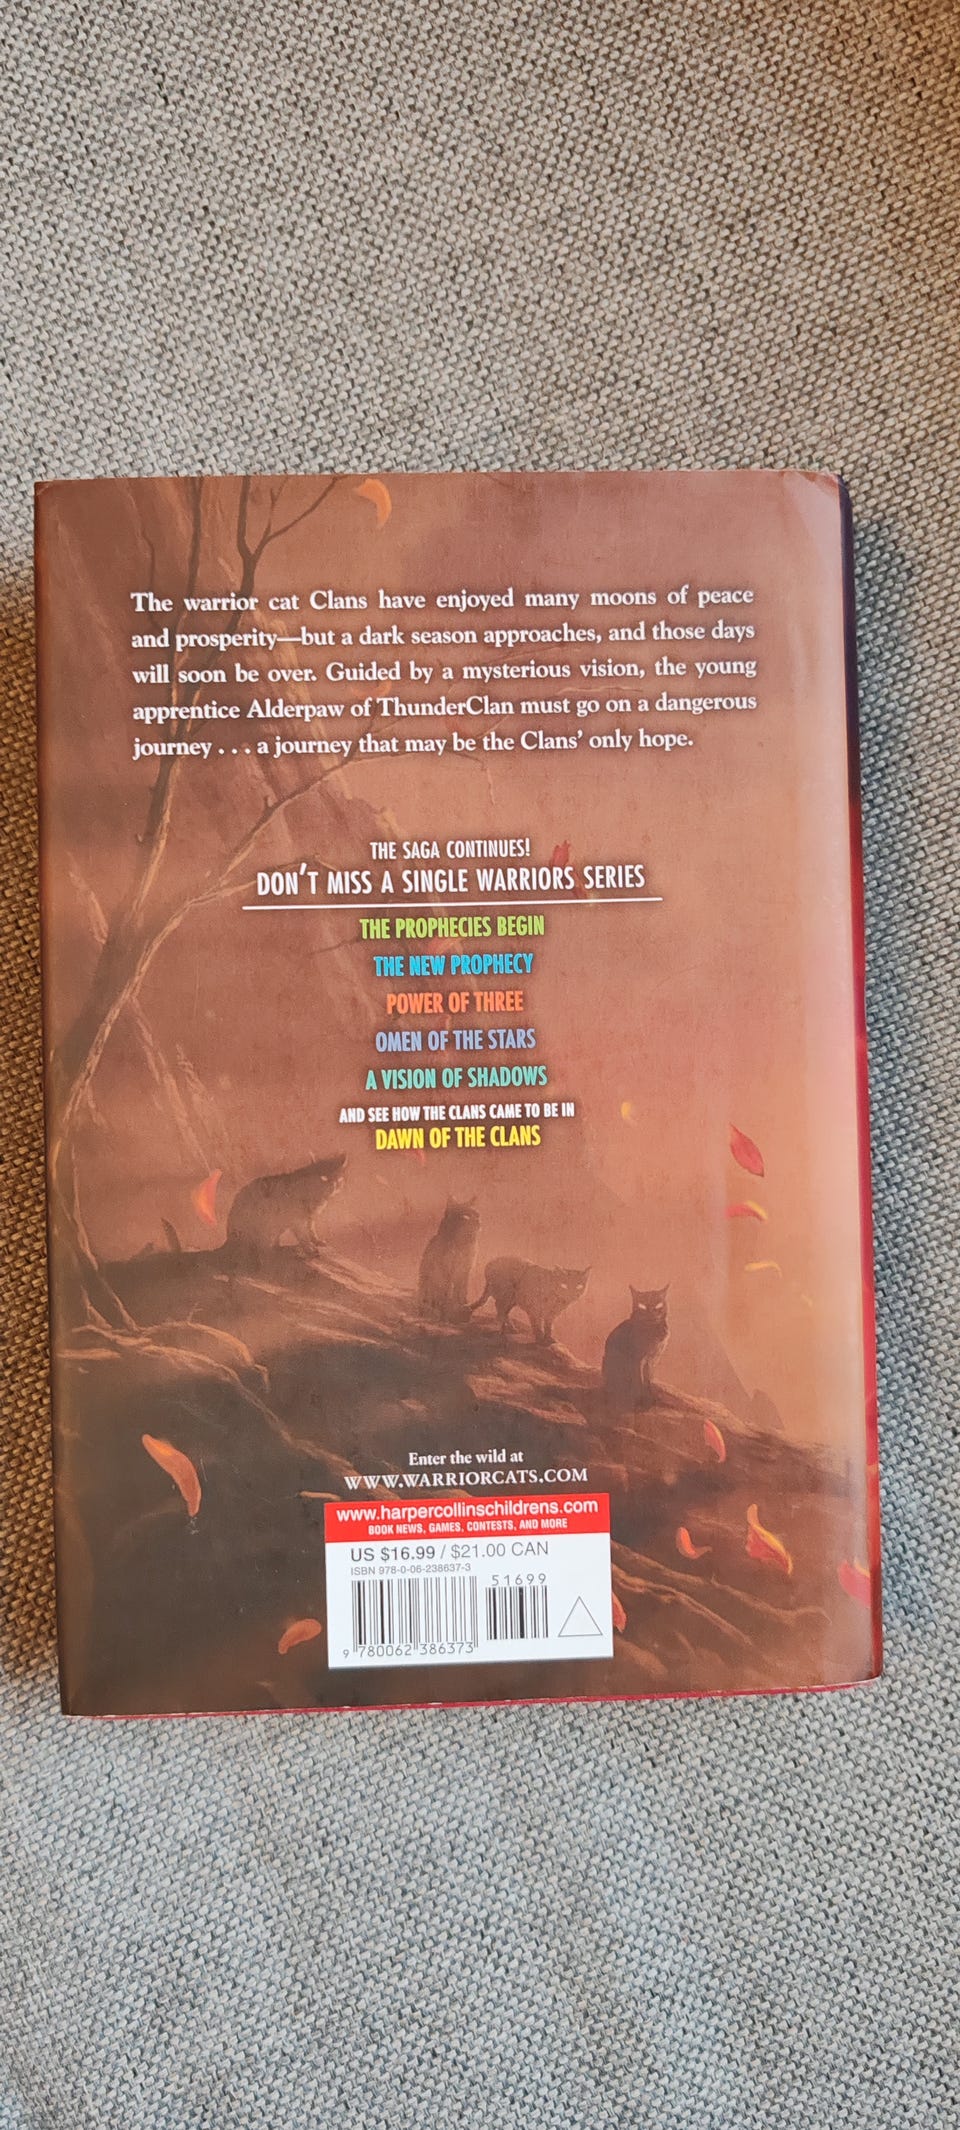 The warrior cat Clans have enjoyed many moons of peace
and prosperity—but a dark season approaches, and those days
will soon be over. Guided by a mysterious vision, the young
apprentice Alderpaw of ThunderClan must go on a dangerous
journey . . . a journey that may be the Clans' only hope.
THE SAGA CONTINUES!
DON'T MISS A SINGLE WARRIORS SERIES
THE PROPHECIES BEGIN
THE NEW PROPHECY
POWER OF THREE
OMEN OF THE STARS
A VISION OF SHADOWS
AND SEE HOW THE CLANS CAME TO BE IN
DAWN OF THE CLANS
Enter the wild at
WWW.WARRIORCATS.COM
www.harpercollinschildrens.com
BOOK NEWS, GAMES, CONTESTS, AND MORE
US $16.99 / $21.00 CAN
ISBN 978-0-06-238637-3
51699
9 780062 386373